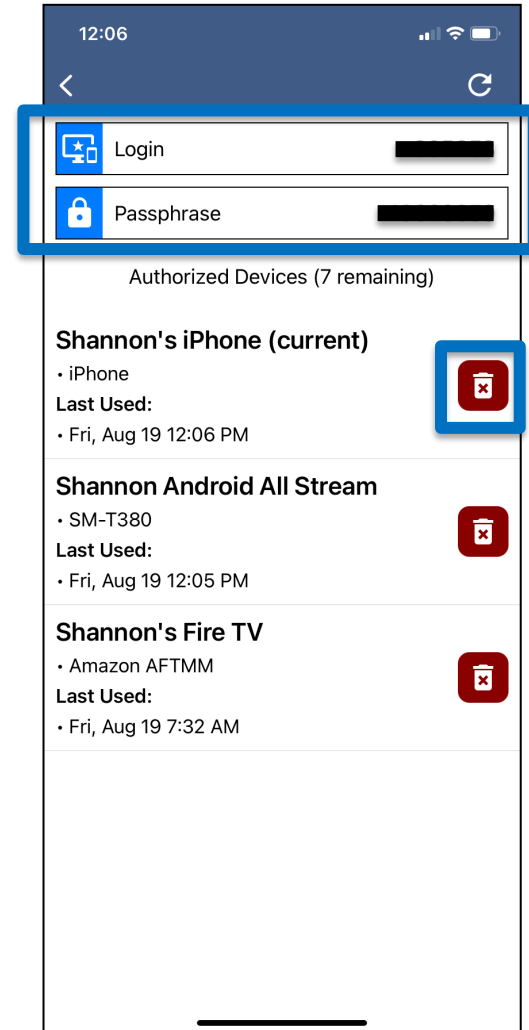 12:06
Login
Passphrase
Authorized Devices (7 remaining)
Shannon's iPhone (current)
• iPhone
Last Used:
• Fri, Aug 19 12:06 PM
Shannon Android All Stream
• SM-T380
Last Used:
• Fri, Aug 19 12:05 PM
Shannon's Fire TV
• Amazon AFTMM
Last Used:
• Fri, Aug 19 7:32 AM